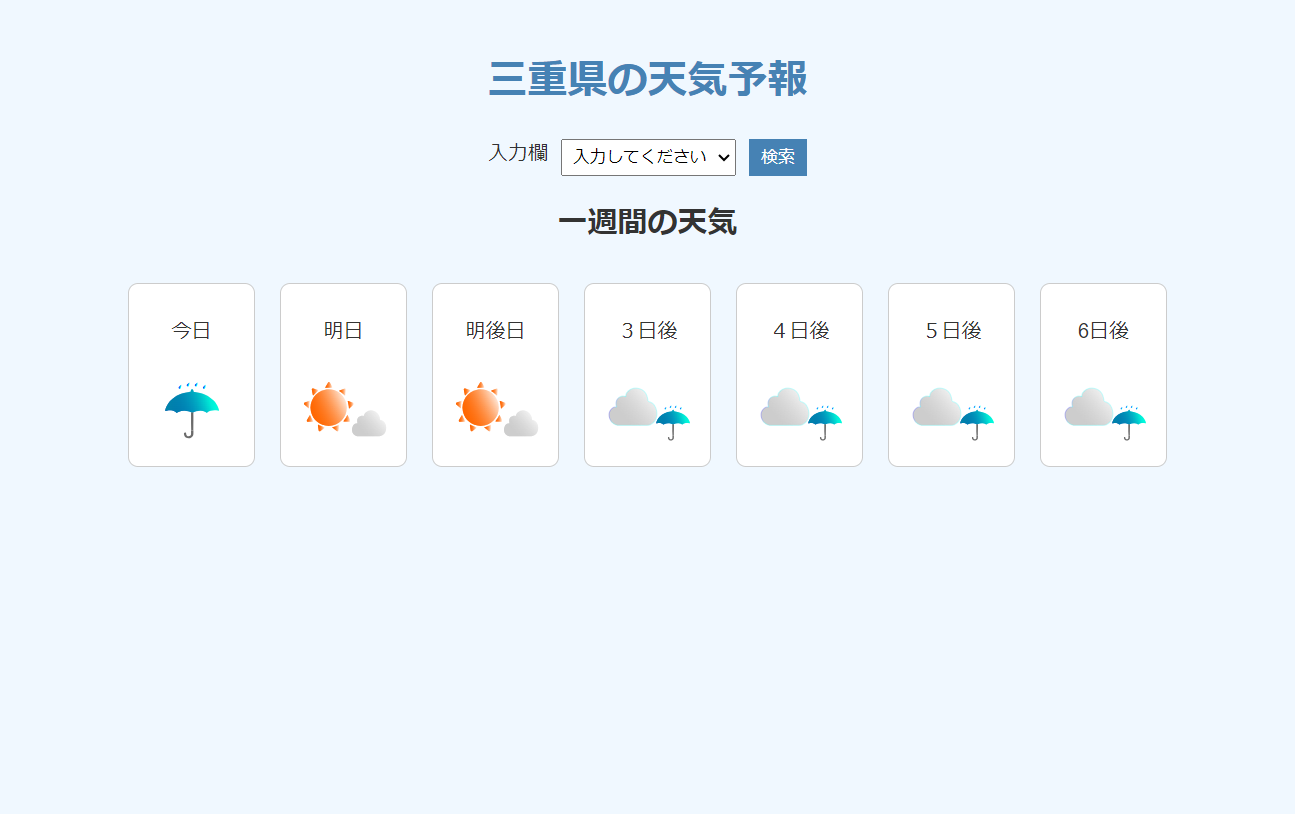 三重県の天気予報
入力欄 入力してください 検索
一週間の天気
今日 明日 明後日 ３日後 ４日後 ５日後 6日後